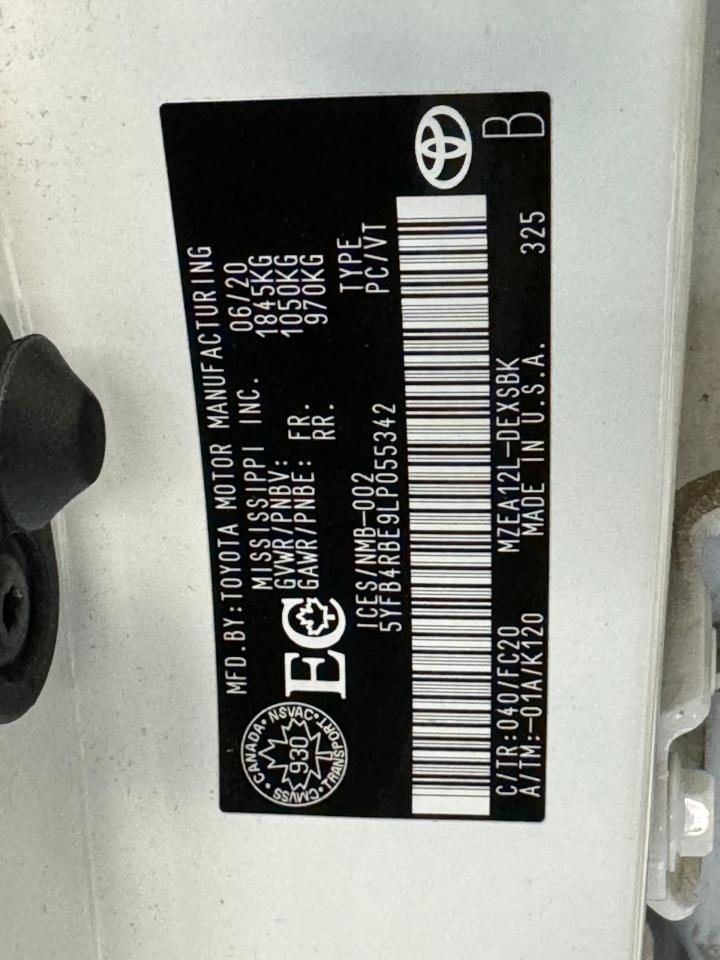 MFD.BY:TOYOTA MOTOR MANUFACTURING
MISSISSIPPI INC. 06/20
GVWR/PNBV: 1845KG
GAWR/PNBE: FR. 1050KG
RR. 970KG
CANADA • NSVAC • TRANSPORT • CMVSS •
930
EC
ICES/NMB-002 TYPE
5YFB4RBE9LP055342 PC/VT
C/TR:040/FC20 MZEA12L-DEXSBK
A/TM:-01A/K120 MADE IN U.S.A. 325
B